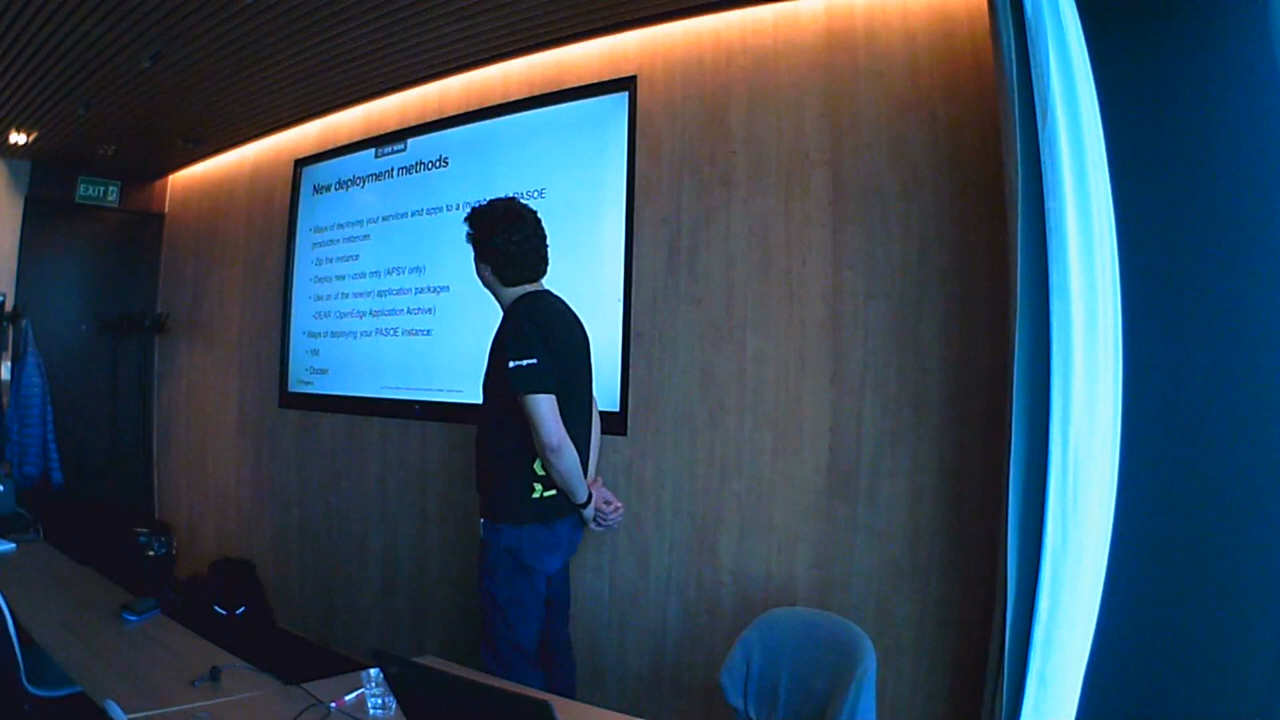 EXIT
New deployment methods
• Ways of deploying your services and apps to a PASOE
production instances:
• Zip the instance
• Deploy new r-code only (APSV only)
• Use on of the new(er) application packages
-OEAR (OpenEdge Application Archive)
• Ways of deploying your PASOE instance:
• VM
• Docker
Progress
Progress